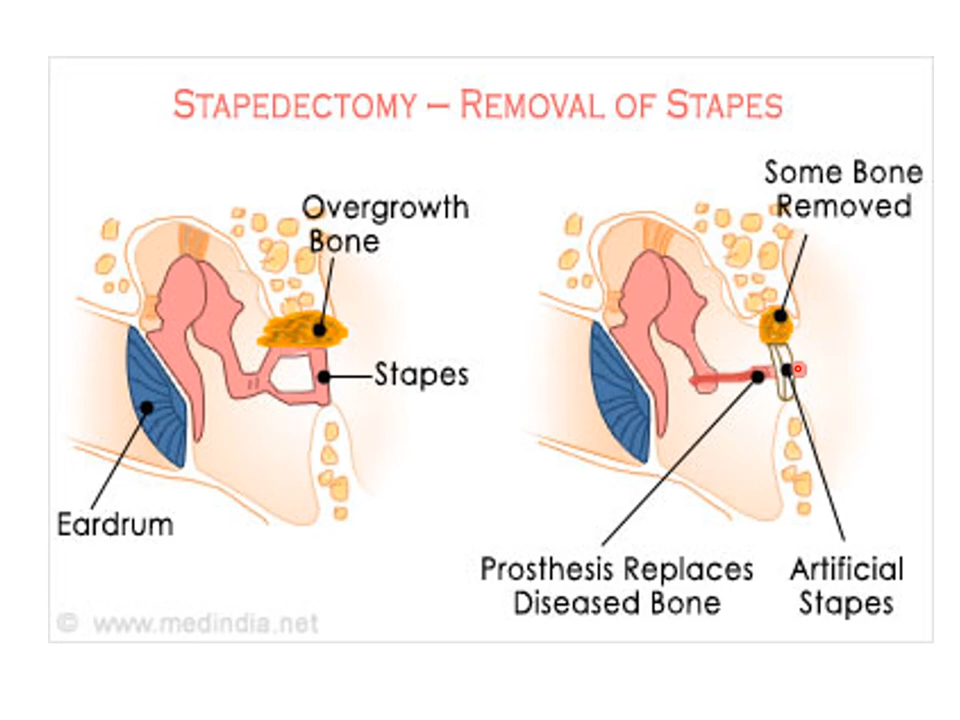 STAPEDECTOMY – REMOVAL OF STAPES
Overgrowth
Bone
Stapes
Eardrum
Some Bone
Removed
Prosthesis Replaces
Diseased Bone
Artificial
Stapes
© www.medindia.net